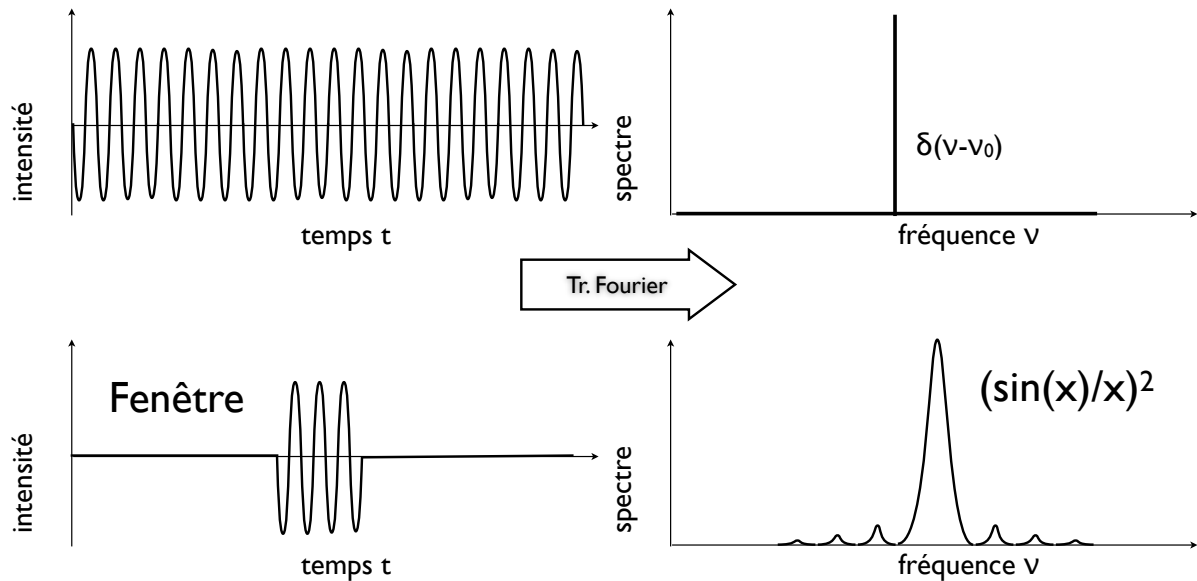 intensité
temps t
spectre
δ(ν-ν₀)
fréquence ν
Tr. Fourier
Fenêtre
intensité
temps t
(sin(x)/x)²
spectre
fréquence ν